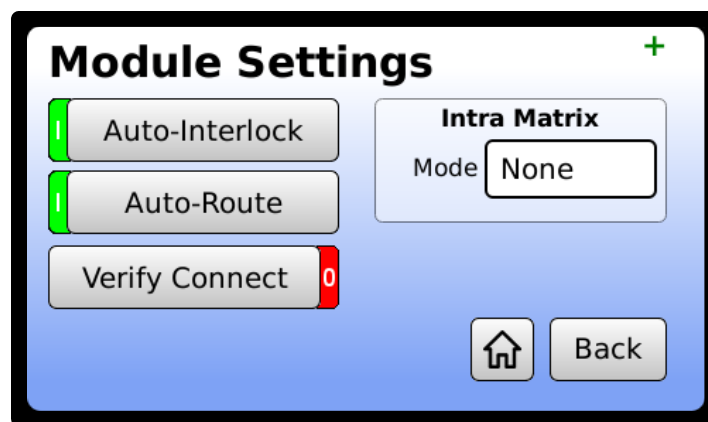 Module Settings
+
I Auto-Interlock
I Auto-Route
Verify Connect 0
Intra Matrix
Mode None
Back